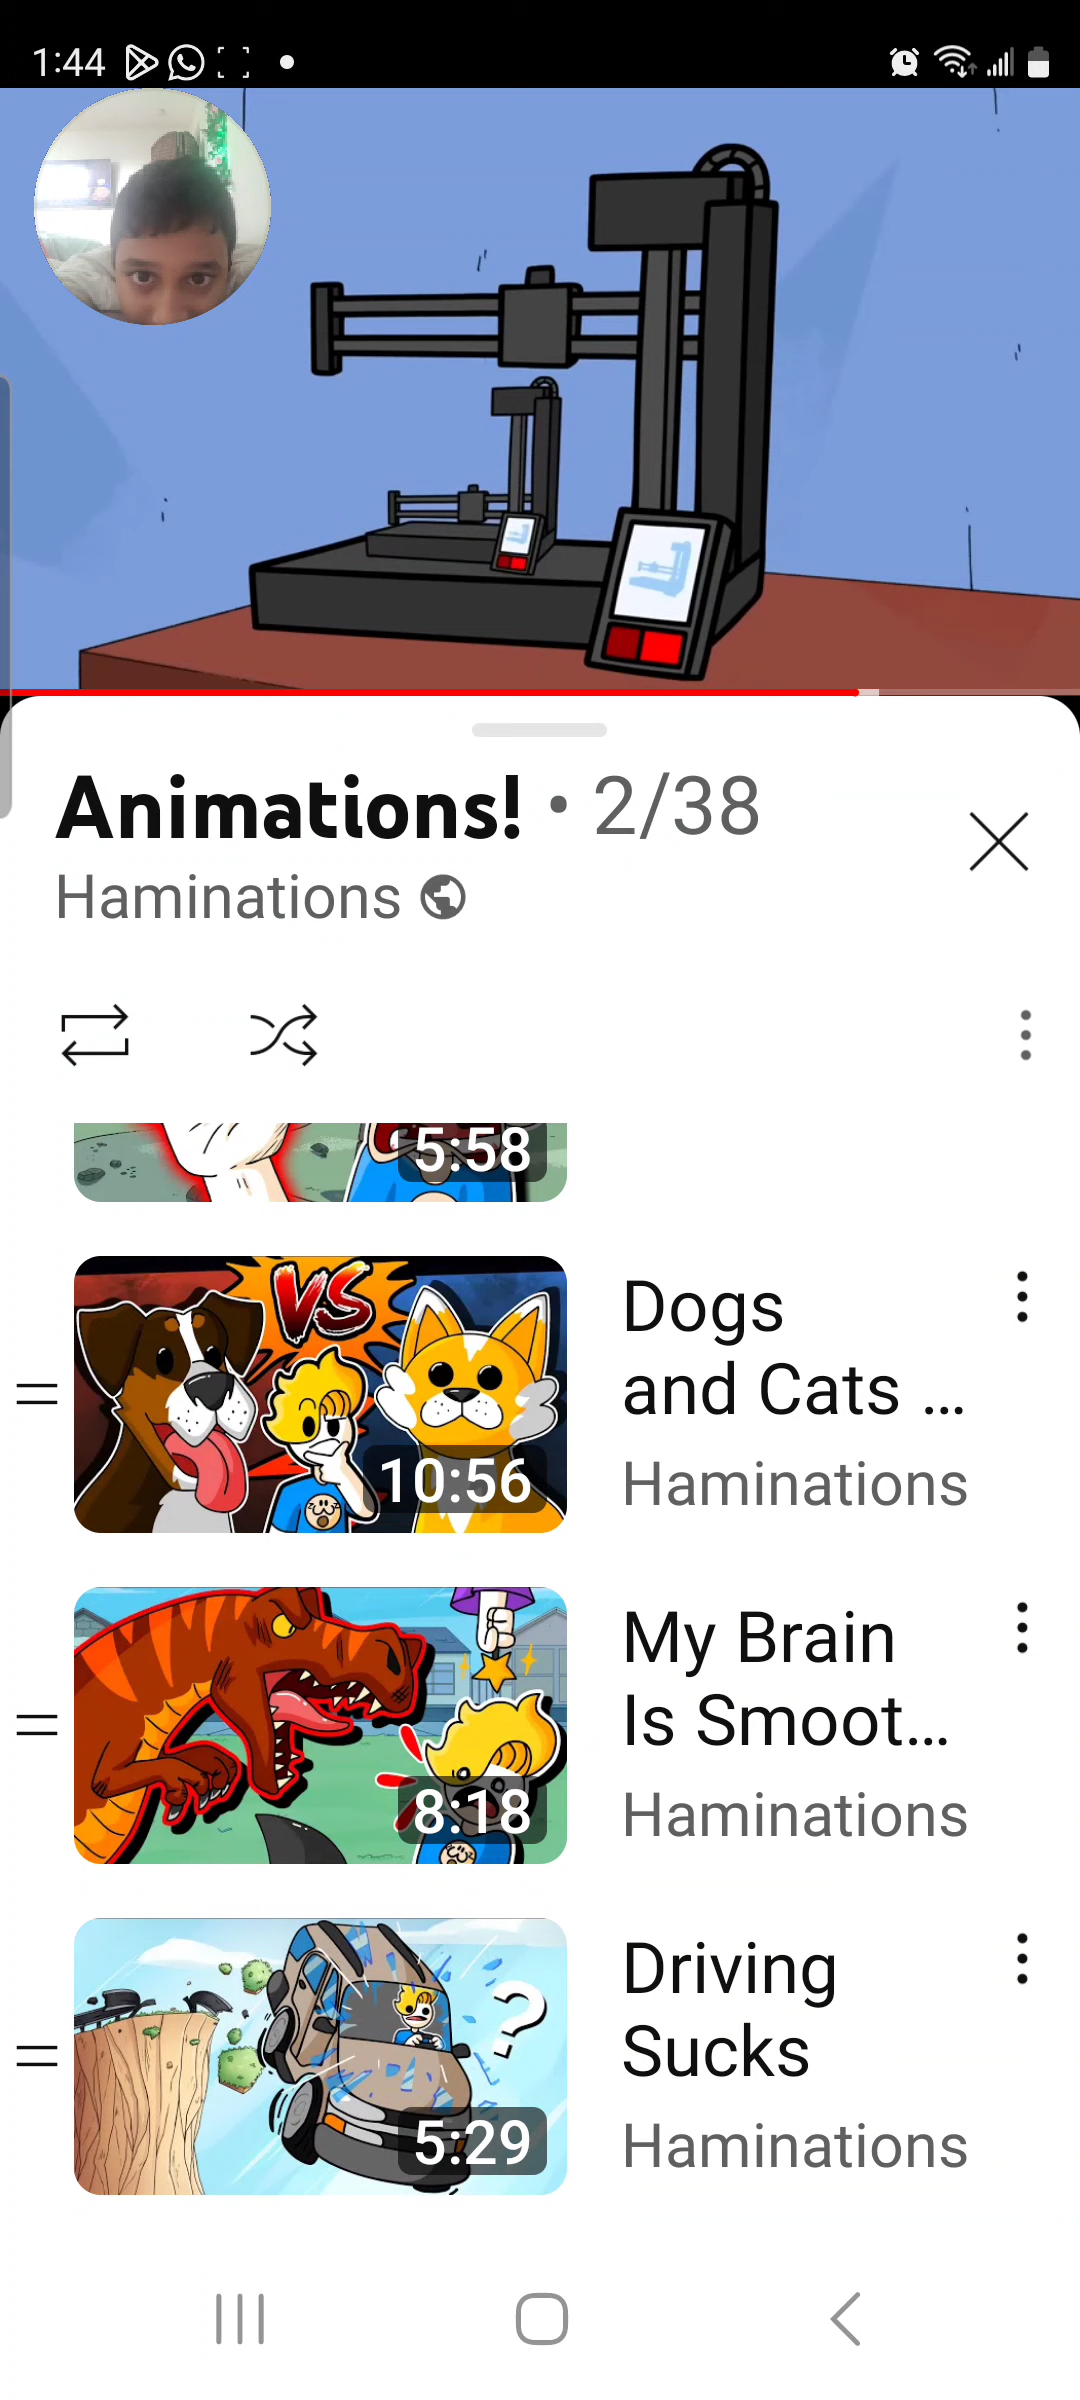 1:44
Animations! • 2/38
Haminations
5:58
VS
10:56
Dogs
and Cats ...
Haminations
8:18
My Brain
Is Smoot...
Haminations
?
5:29
Driving
Sucks
Haminations